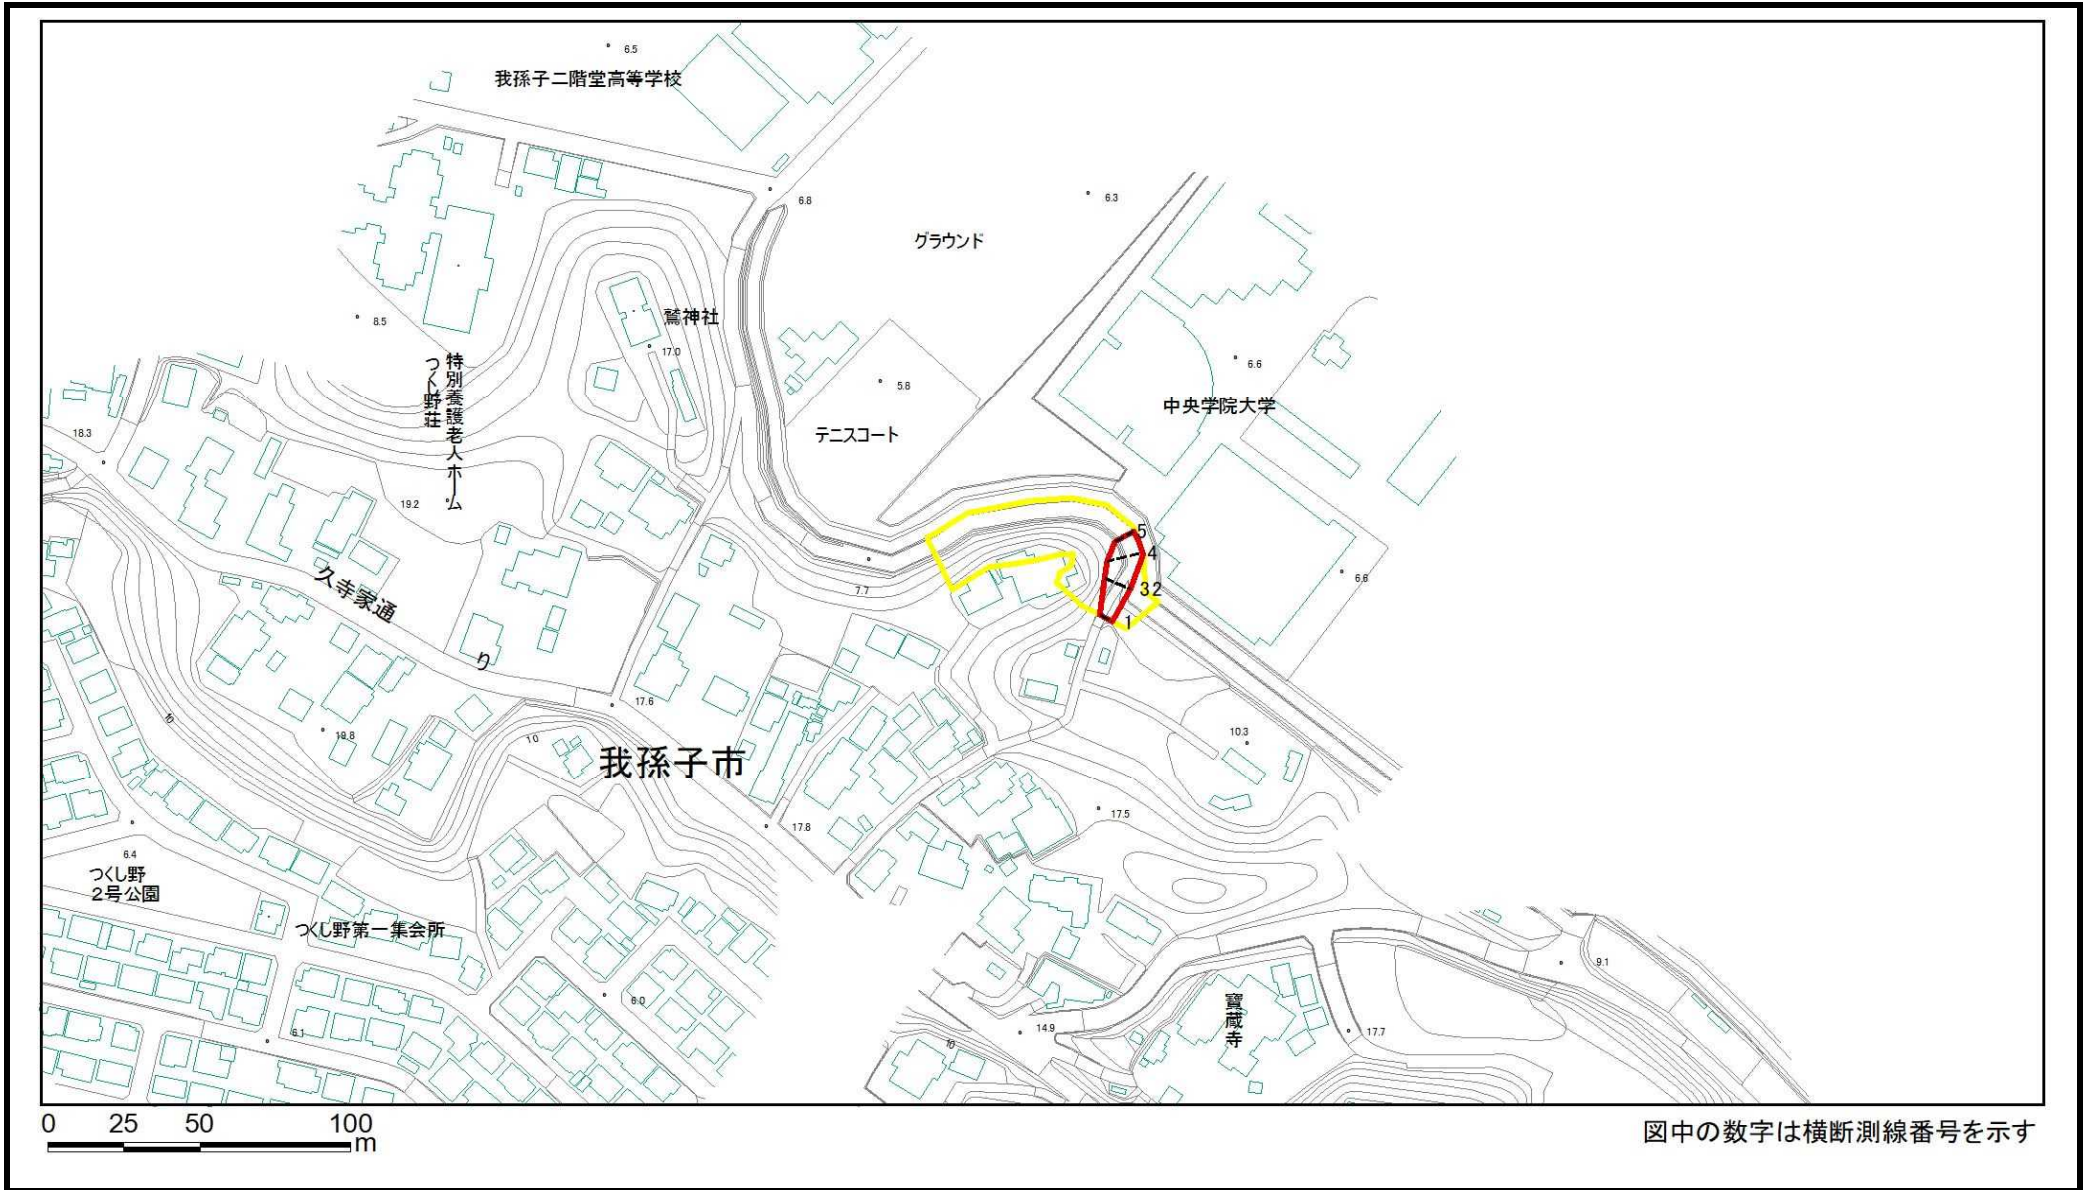 6.5
我孫子二階堂高等学校
6.8
6.3
グラウンド
8.5
鷲神社
17.0
特別養護老人ホーム
つくし野荘
6.6
5.8
中央学院大学
テニスコート
18.3
19.2
5
4
6.6
7.7
32
1
久寺家通
り
17.6
10
19.8
10
10.3
我孫子市
17.5
17.8
6.4
つくし野
2号公園
つくし野第一集会所
9.1
6.0
寶蔵寺
6.1
14.9
17.7
10
0 25 50 100
m
図中の数字は横断測線番号を示す